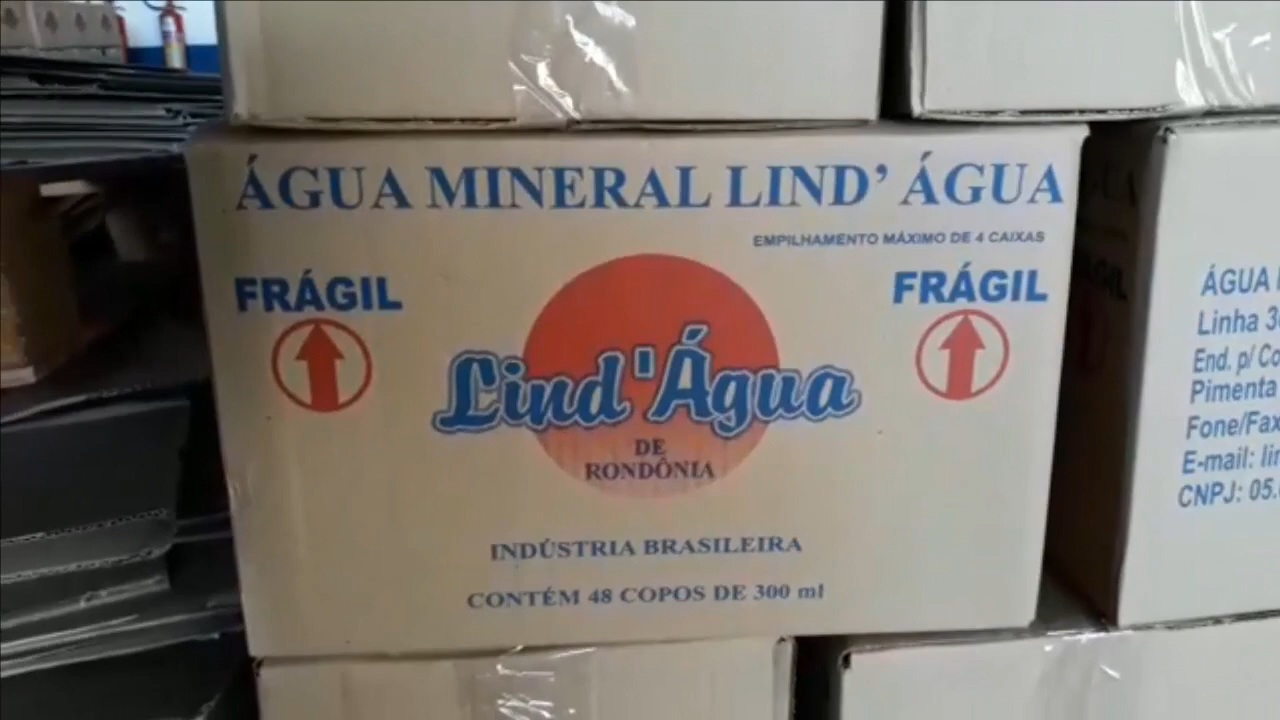 ÁGUA MINERAL LIND' ÁGUA
EMPILHAMENTO MÁXIMO DE 4 CAIXAS
FRÁGIL
FRÁGIL
Lind'Água
DE
RONDÔNIA
INDÚSTRIA BRASILEIRA
CONTÉM 48 COPOS DE 300 ml
ÁGUA
Linha
End. p/
Pimenta
Fone/Fax
E-mail:
CNPJ: 05.